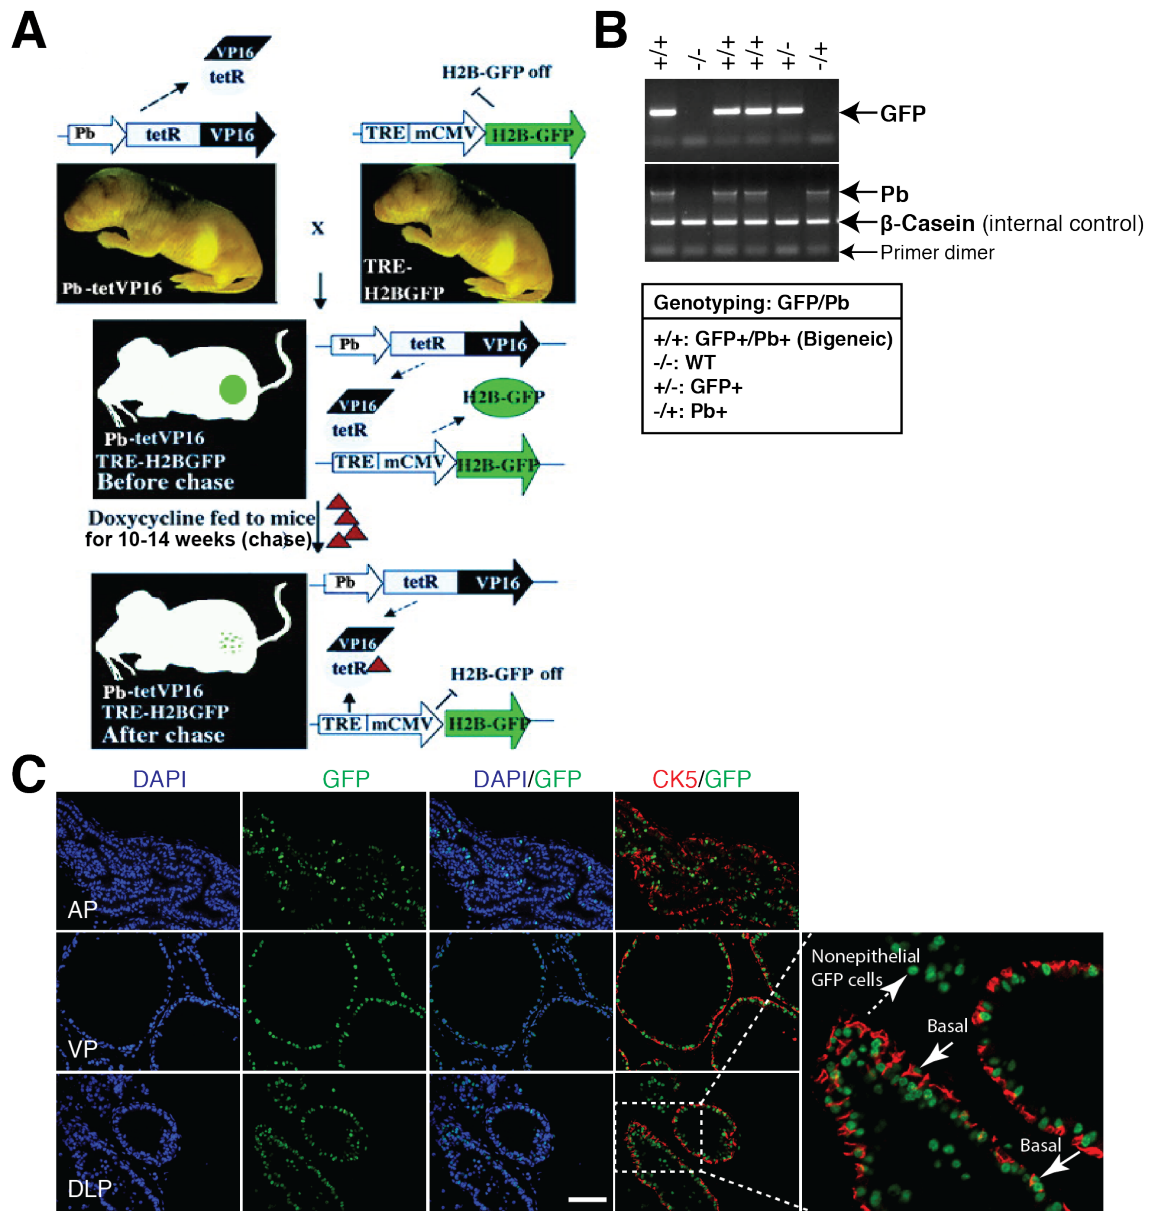 A
VP16
tetR
Pb
tetR
VP16
H2B-GFP off
TRE
mCMV
H2B-GFP
Pb-tetVP16
x
TRE-
H2BGFP
Pb-tetVP16
TRE-H2BGFP
Before chase
Pb
tetR
VP16
VP16
tetR
H2B-GFP
TRE
mCMV
H2B-GFP
Doxycycline fed to mice
for 10-14 weeks (chase)
Pb-tetVP16
TRE-H2BGFP
After chase
Pb
tetR
VP16
VP16
tetR
H2B-GFP off
TRE
mCMV
H2B-GFP
B
+/+
-/-
+/+
+/+
+/-
-/+
GFP
Pb
β-Casein (internal control)
Primer dimer
Genotyping: GFP/Pb
+/+: GFP+/Pb+ (Bigeneic)
-/-: WT
+/-: GFP+
-/+: Pb+
C
DAPI
GFP
DAPI/GFP
CK5/GFP
AP
VP
DLP
Nonepithelial
GFP cells
Basal
Basal